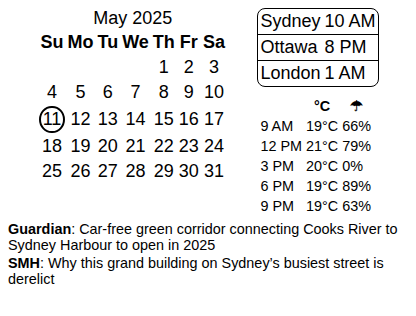 May 2025
Su Mo Tu We Th Fr Sa
1 2 3
4 5 6 7 8 9 10
11 12 13 14 15 16 17
18 19 20 21 22 23 24
25 26 27 28 29 30 31
Sydney 10 AM
Ottawa 8 PM
London 1 AM
°C ☂
9 AM 19°C 66%
12 PM 21°C 79%
3 PM 20°C 0%
6 PM 19°C 89%
9 PM 19°C 63%
Guardian: Car-free green corridor connecting Cooks River to
Sydney Harbour to open in 2025
SMH: Why this grand building on Sydney's busiest street is
derelict